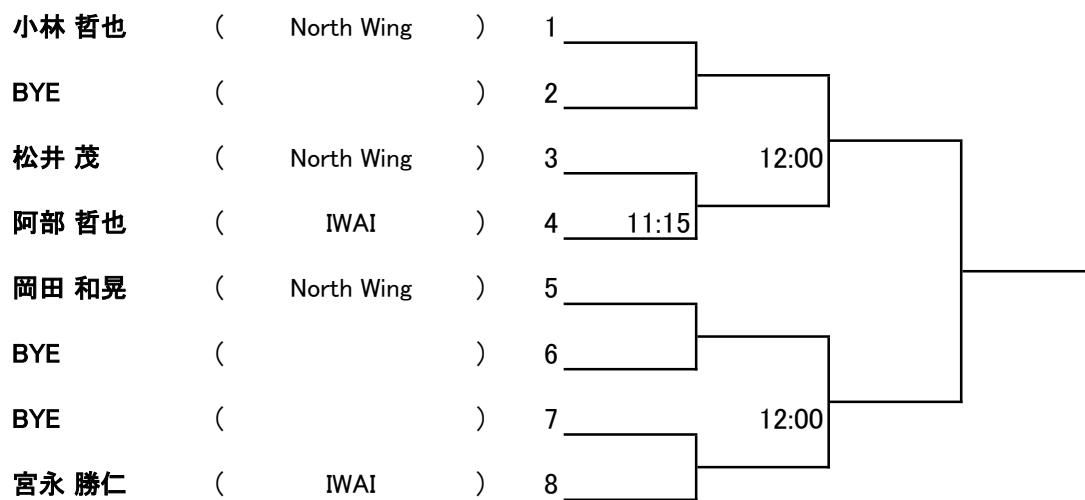 小林 哲也 ( North Wing ) 1
BYE ( ) 2
松井 茂 ( North Wing ) 3 12:00
阿部 哲也 ( IWAI ) 4 11:15
岡田 和晃 ( North Wing ) 5
BYE ( ) 6
BYE ( ) 7 12:00
宮永 勝仁 ( IWAI ) 8